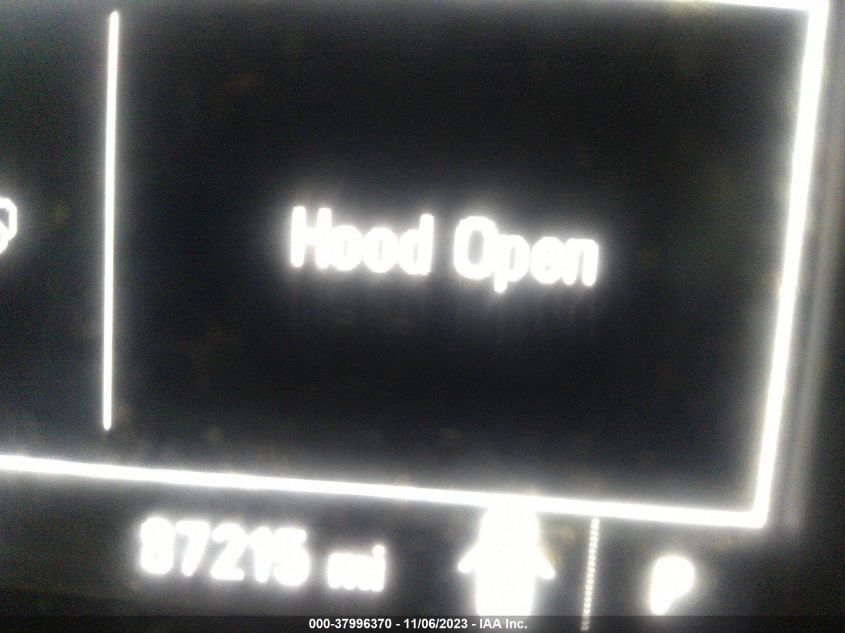 Hood Open
87215 mi P
000-37996370 - 11/06/2023 - IAA Inc.